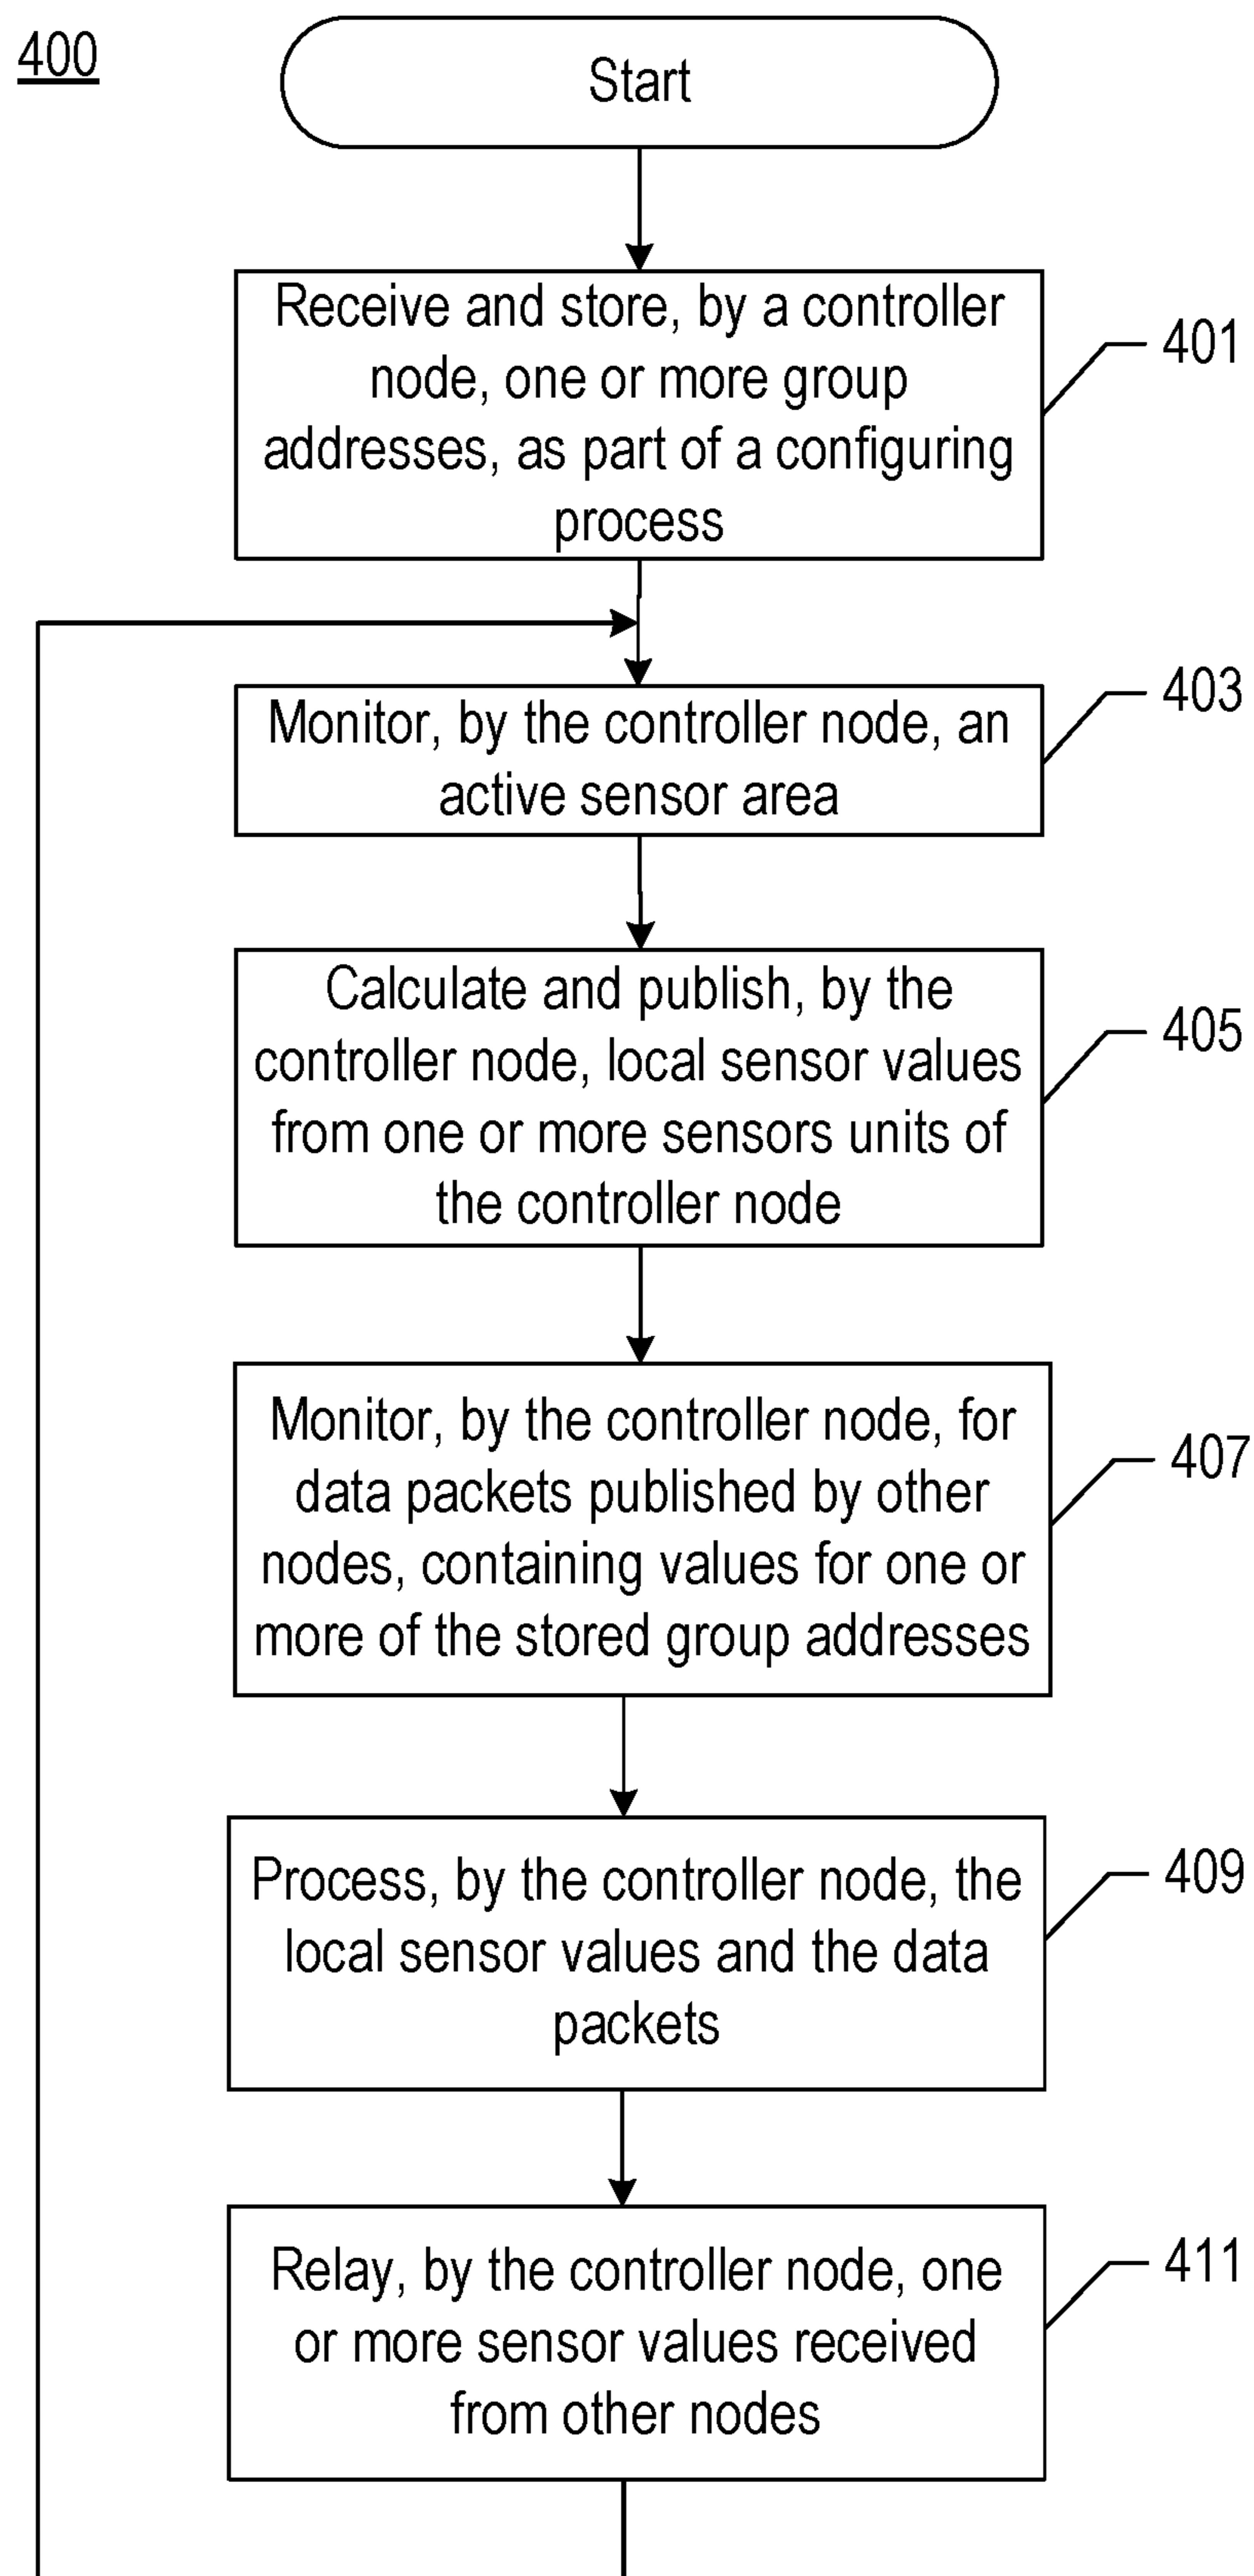 400
Start
Receive and store, by a controller
node, one or more group
addresses, as part of a configuring
process
401
Monitor, by the controller node, an
active sensor area
403
Calculate and publish, by the
controller node, local sensor values
from one or more sensors units of
the controller node
405
Monitor, by the controller node, for
data packets published by other
nodes, containing values for one or
more of the stored group addresses
407
Process, by the controller node, the
local sensor values and the data
packets
409
Relay, by the controller node, one
or more sensor values received
from other nodes
411